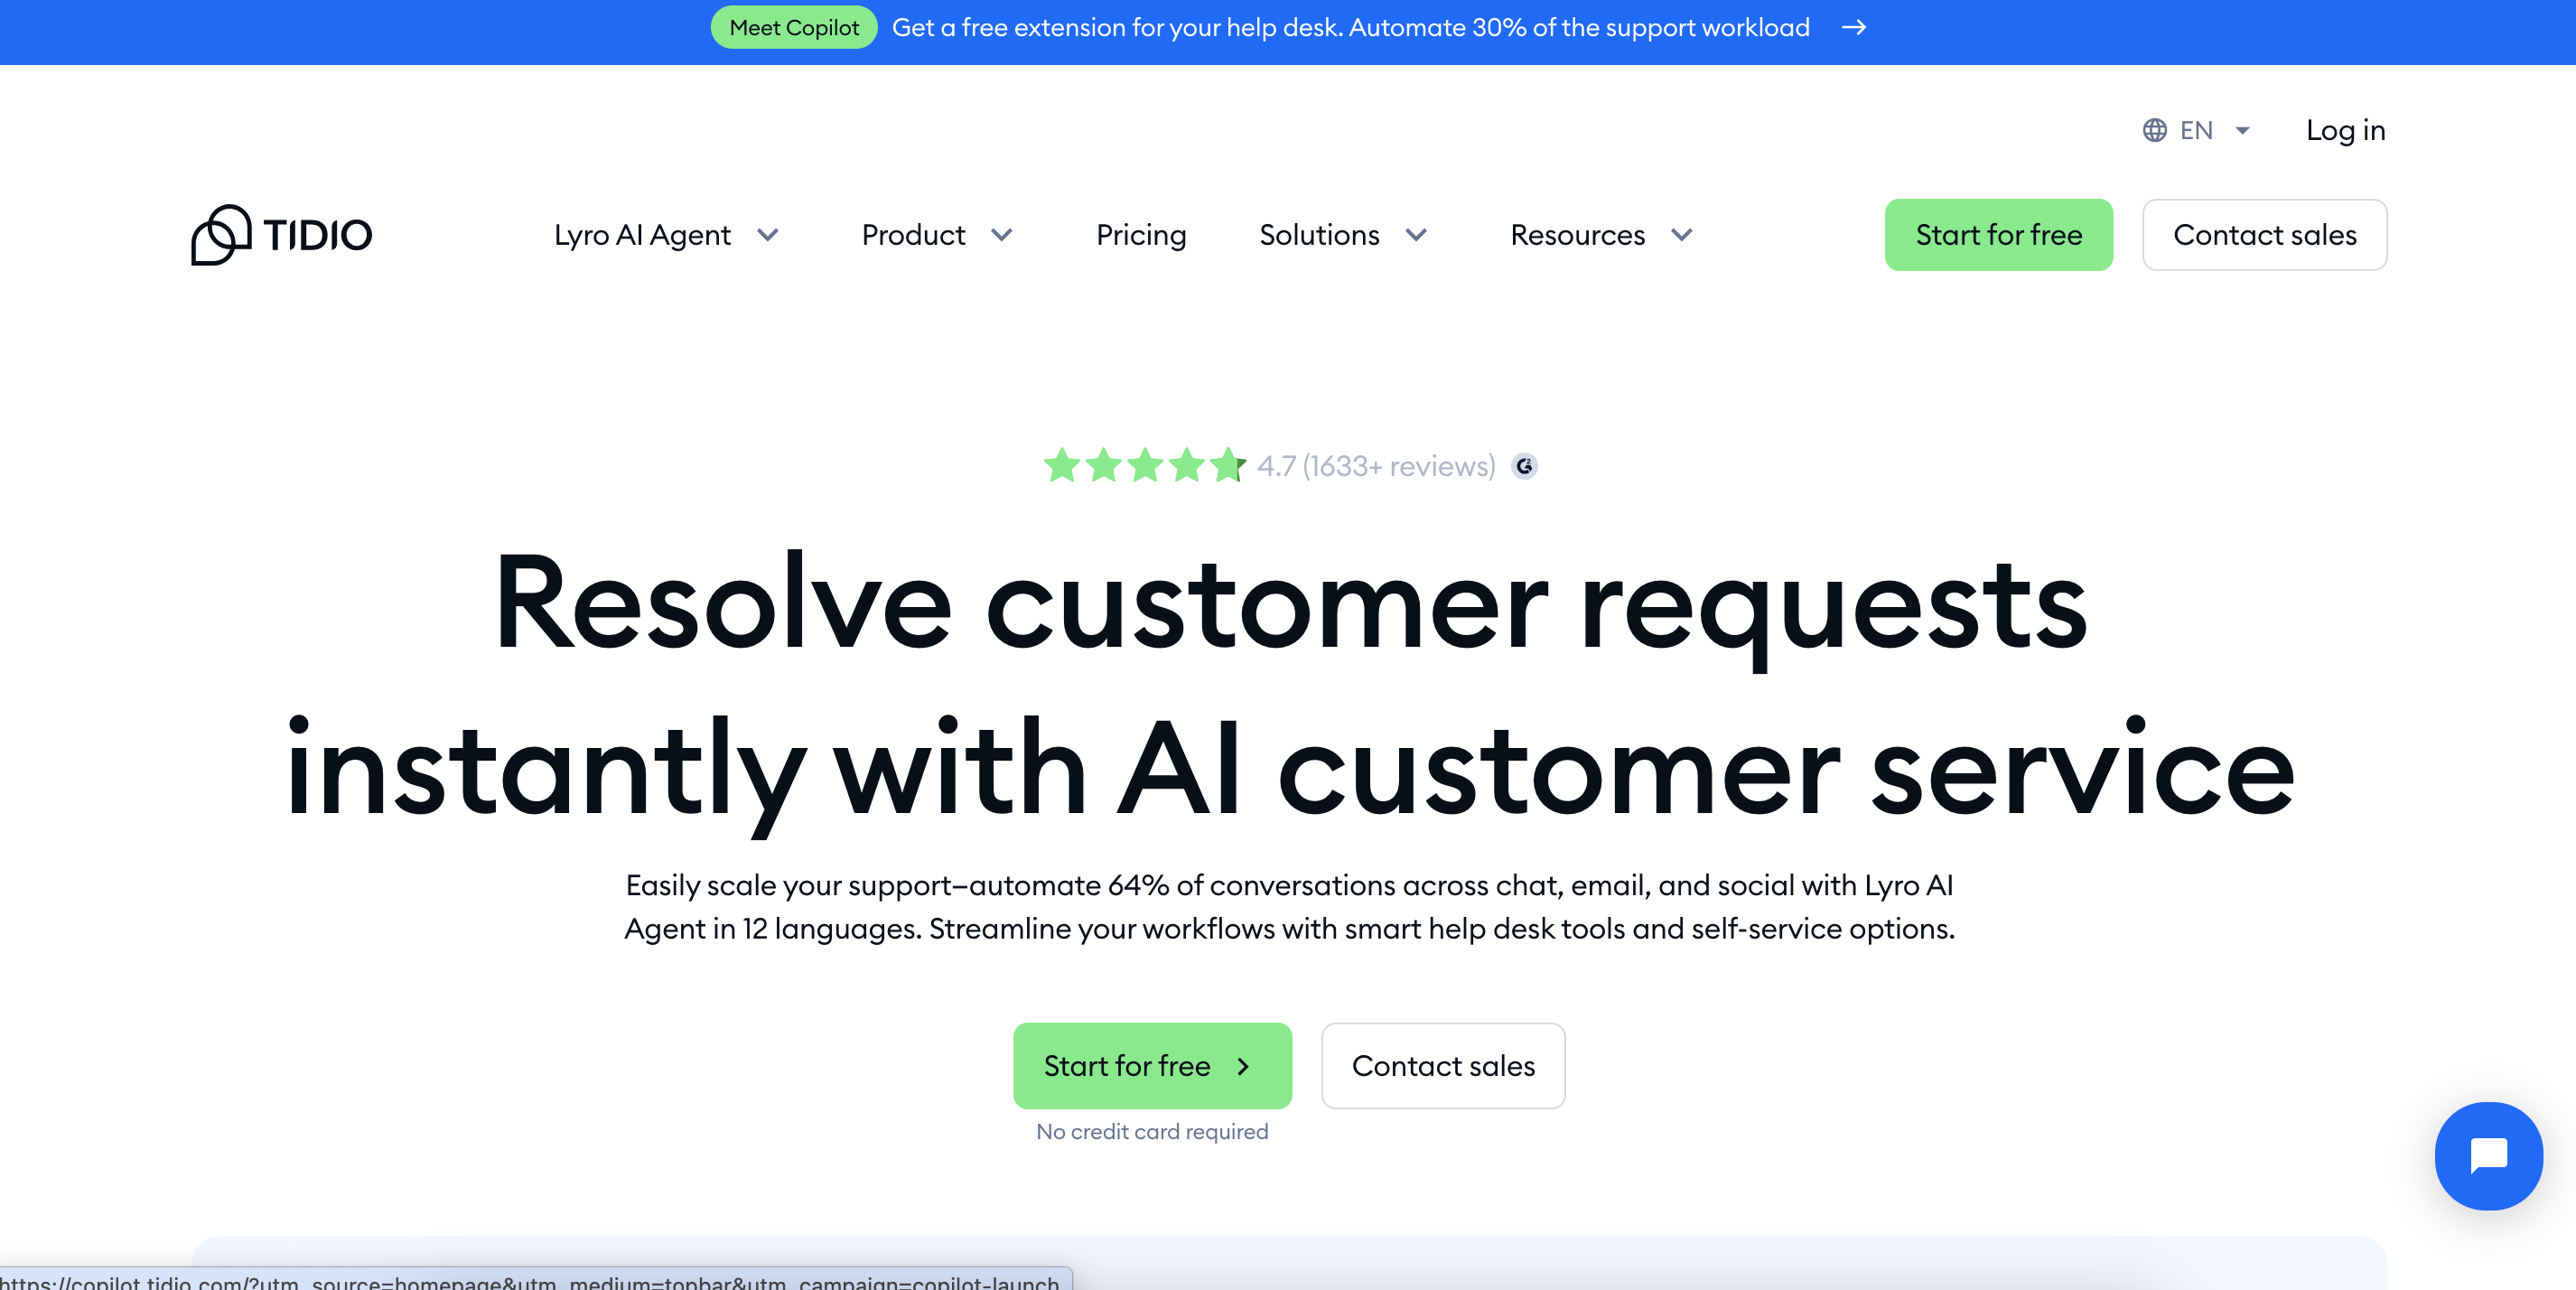 Meet Copilot Get a free extension for your help desk. Automate 30% of the support workload →
EN Log in
TIDIO Lyro AI Agent Product Pricing Solutions Resources Start for free Contact sales
4.7 (1633+ reviews)
Resolve customer requests
instantly with AI customer service
Easily scale your support—automate 64% of conversations across chat, email, and social with Lyro AI
Agent in 12 languages. Streamline your workflows with smart help desk tools and self-service options.
Start for free Contact sales
No credit card required
https://copilot.tidio.com/?utm_source=homepage&utm_medium=topbar&utm_campaign=copilot-launch